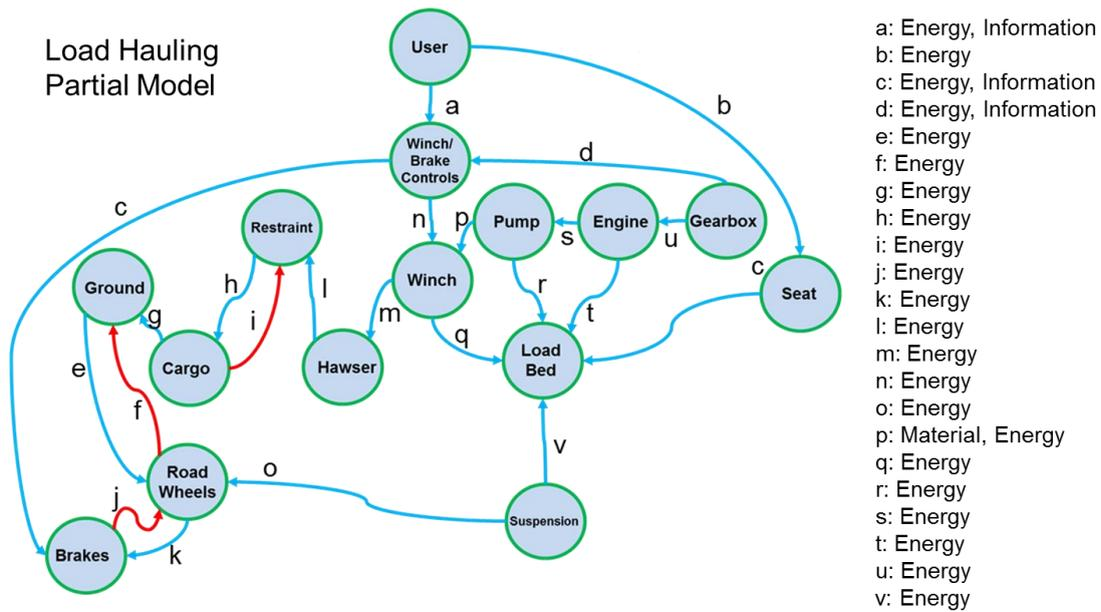 Load Hauling
Partial Model
User
a
b
Winch/
Brake
Controls
d
c
n
p
Pump
s
Engine
u
Gearbox
Restraint
Ground
h
l
Winch
r
c
Seat
g
i
m
t
q
Cargo
Hawser
Load
Bed
e
f
v
Road
Wheels
o
j
Suspension
Brakes
k
a: Energy, Information
b: Energy
c: Energy, Information
d: Energy, Information
e: Energy
f: Energy
g: Energy
h: Energy
i: Energy
j: Energy
k: Energy
l: Energy
m: Energy
n: Energy
o: Energy
p: Material, Energy
q: Energy
r: Energy
s: Energy
t: Energy
u: Energy
v: Energy